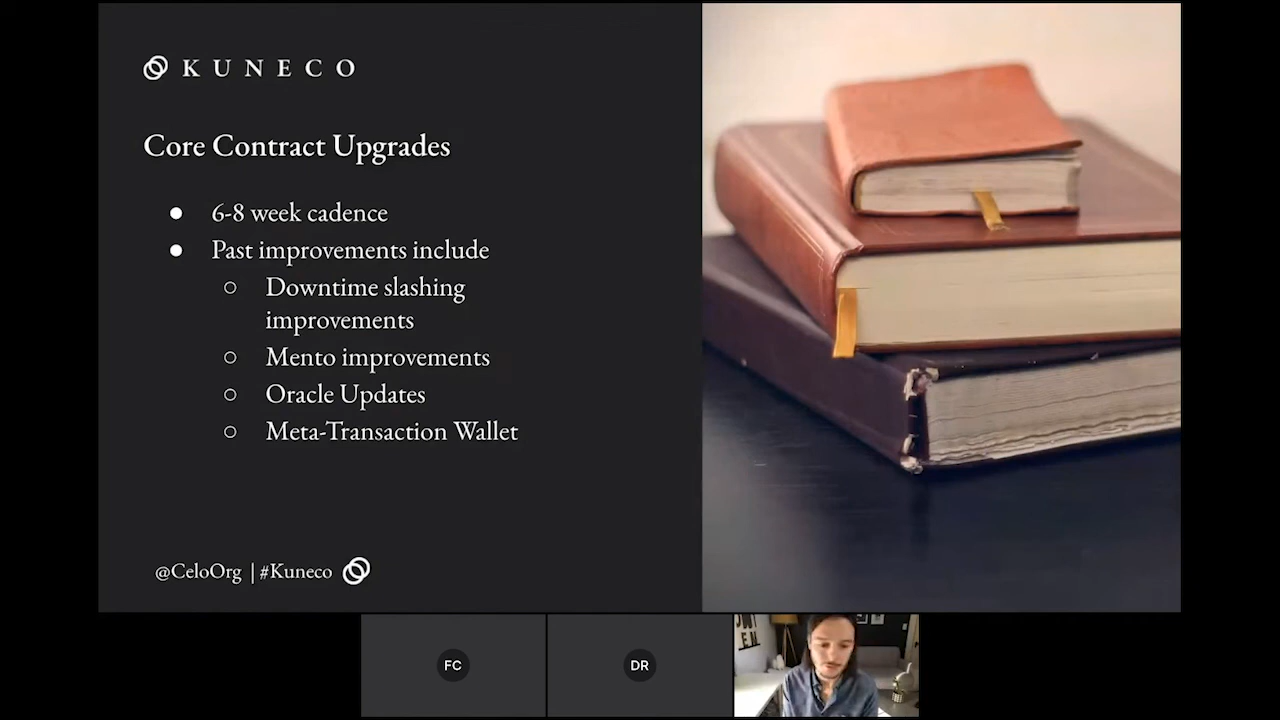 KUNECO
Core Contract Upgrades
● 6-8 week cadence
● Past improvements include
○ Downtime slashing
improvements
○ Mento improvements
○ Oracle Updates
○ Meta-Transaction Wallet
@CeloOrg | #Kuneco
FC
DR